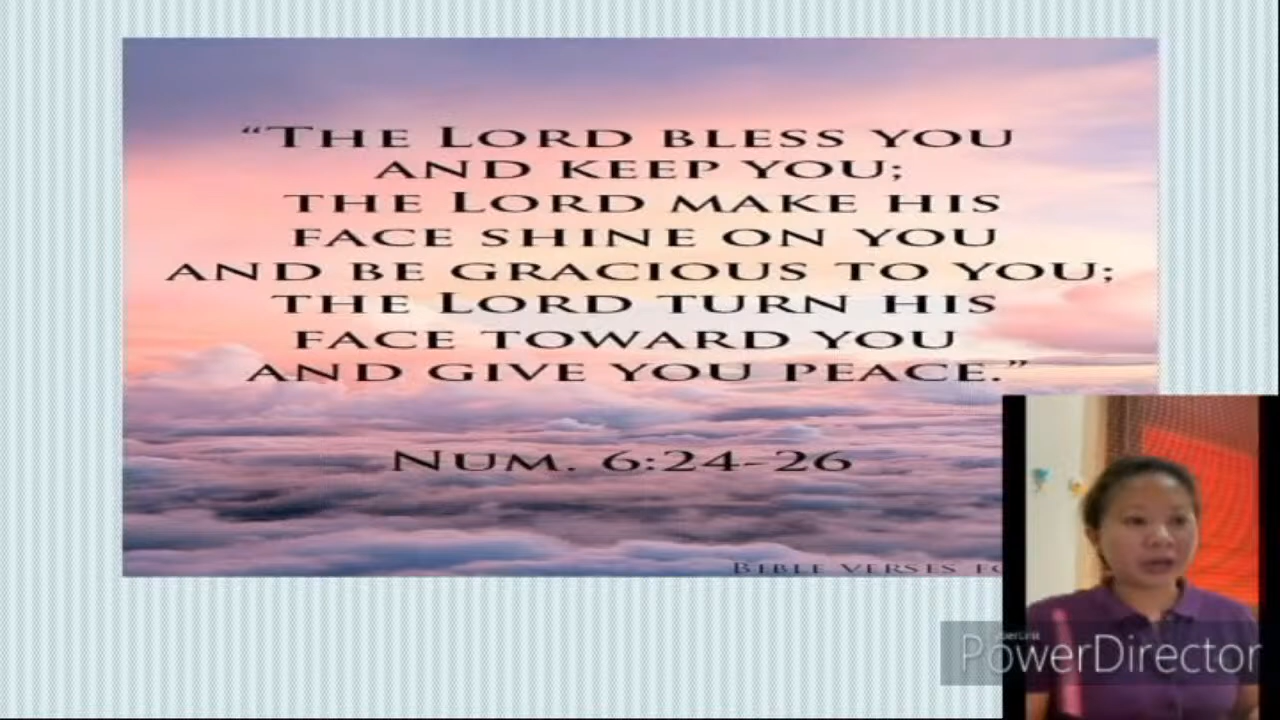 “The Lord bless you
and keep you;
the Lord make his
face shine on you
and be gracious to you;
the Lord turn his
face toward you
and give you peace.”
Num. 6:24-26
Bible verses
CyberLink
PowerDirector